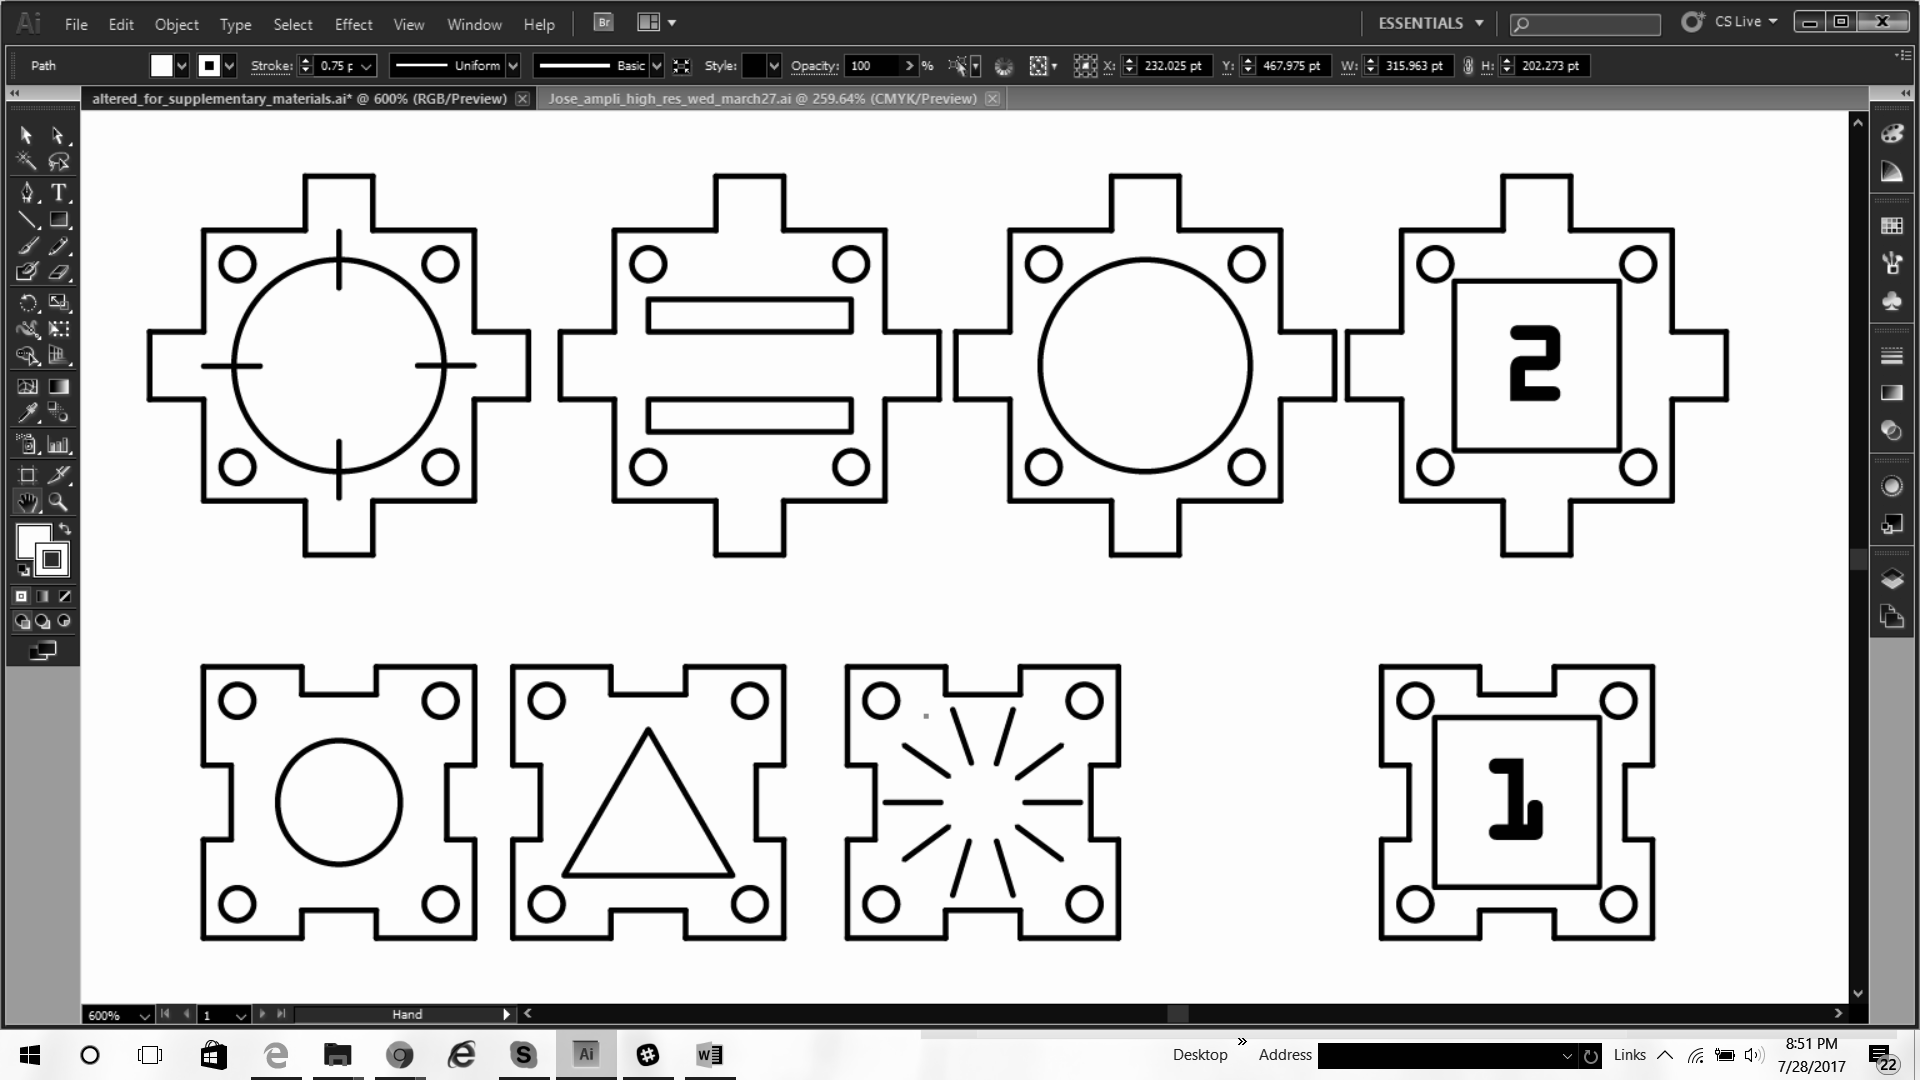 Ai File Edit Object Type Select Effect View Window Help Br ESSENTIALS CS Live
Path Stroke: 0.75 p Uniform Basic Style: Opacity: 100 % X: 232.025 pt Y: 467.975 pt W: 315.963 pt H: 202.273 pt
altered_for_supplementary_materials.ai* @ 600% (RGB/Preview) Jose_ampli_high_res_wed_march27.ai @ 259.64% (CMYK/Preview)
T
2
1
600% 1 Hand
Desktop » Address Links 8:51 PM
7/28/2017 22
Ai